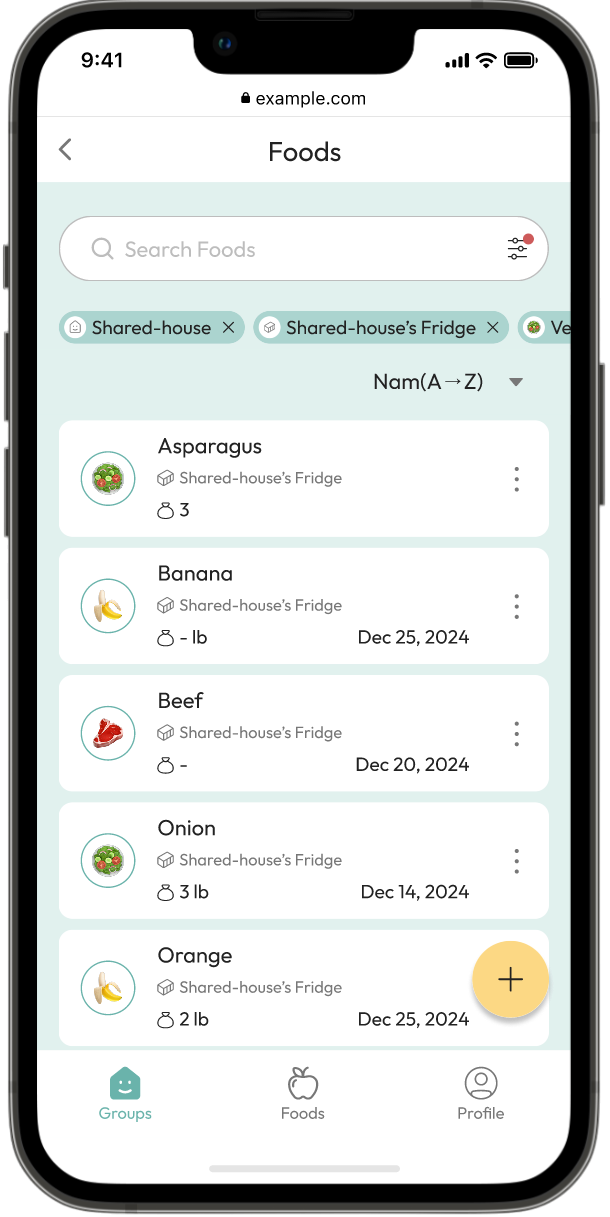 9:41
example.com
Foods
Search Foods
Shared-house Shared-house's Fridge Ve
Nam(A→Z)
Asparagus
Shared-house's Fridge
3
Banana
Shared-house's Fridge
- lb Dec 25, 2024
Beef
Shared-house's Fridge
- Dec 20, 2024
Onion
Shared-house's Fridge
3 lb Dec 14, 2024
Orange
Shared-house's Fridge
2 lb Dec 25, 2024
Groups Foods Profile